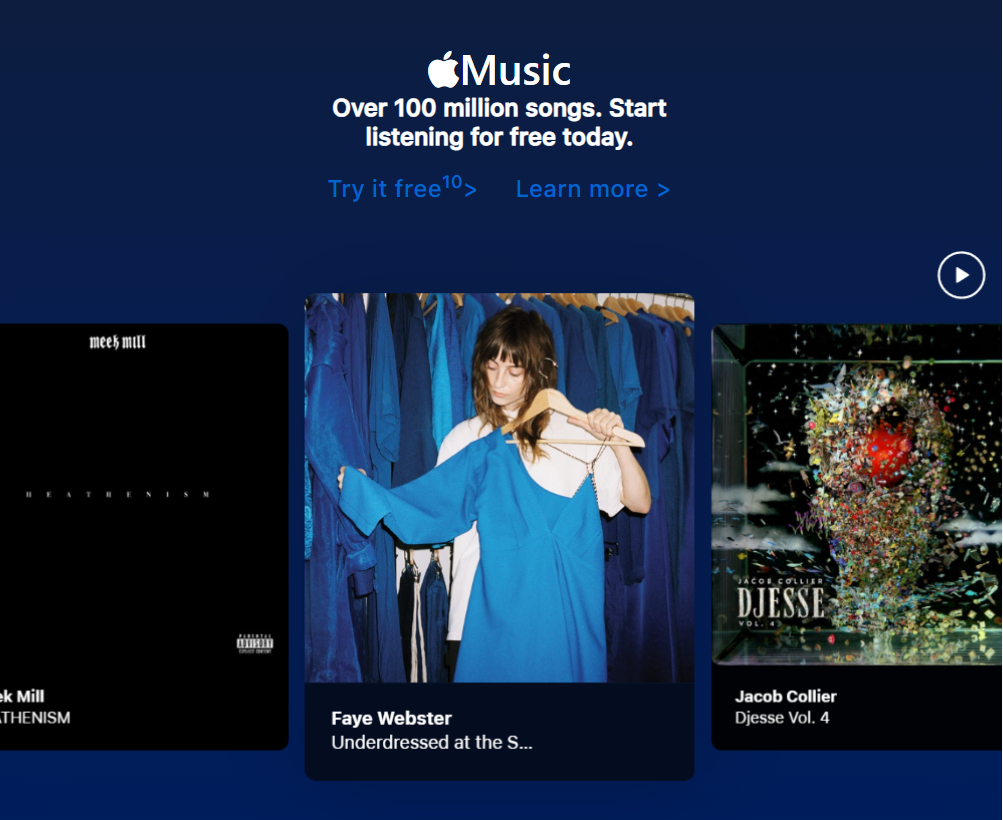 Music
Over 100 million songs. Start
listening for free today.
Try it free10>
Learn more >
meek mill
HEATHENISM
PARENTAL
ADVISORY
EXPLICIT CONTENT
ek Mill
ATHENISM
Faye Webster
Underdressed at the S...
JACOB COLLIER
DJESSE
VOL. 4
Jacob Collier
Djesse Vol. 4